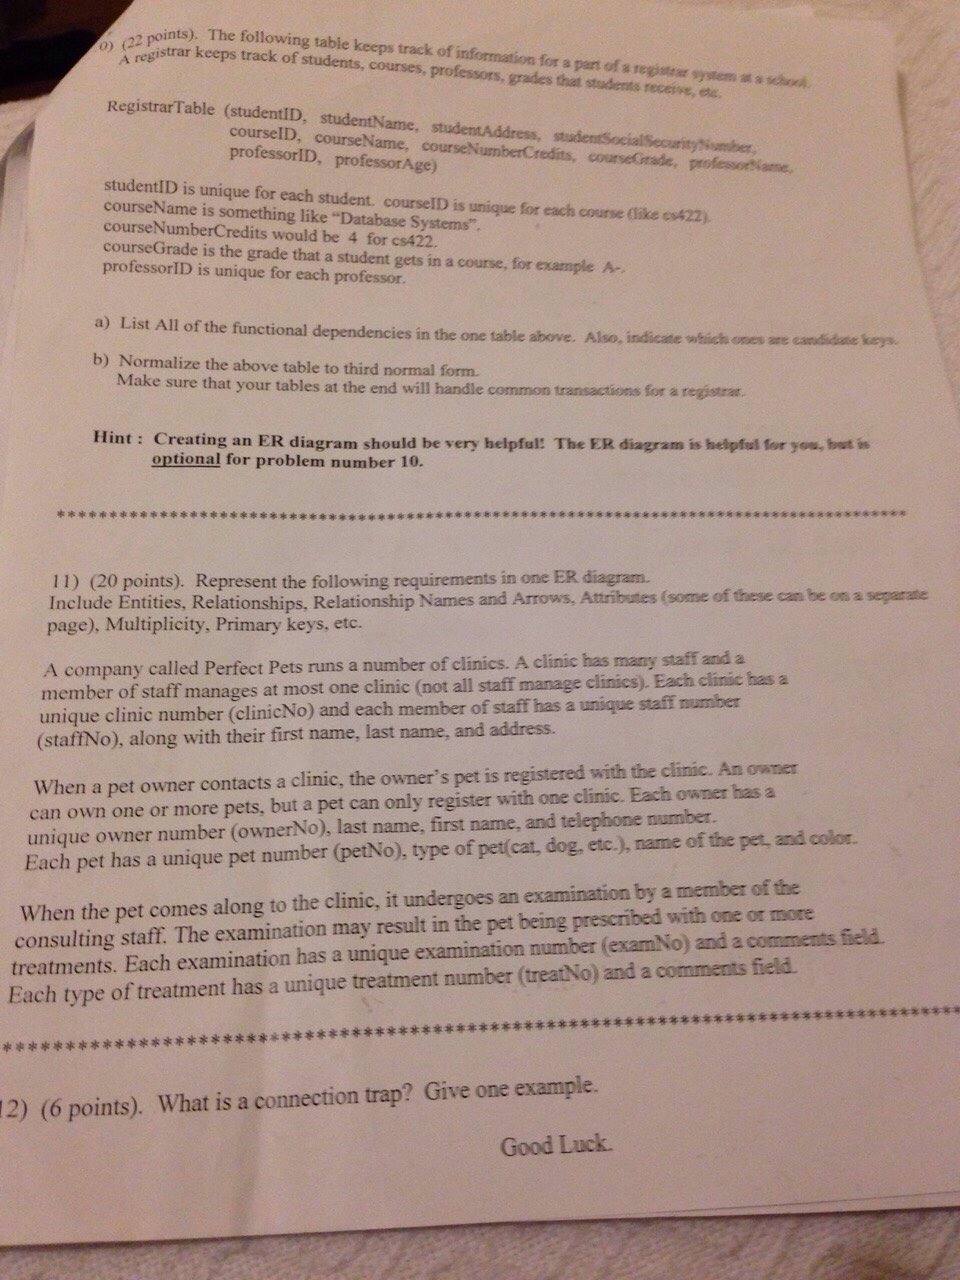 0) (22 points). The following table keeps track of information for a part of a registrar system at a school.
A registrar keeps track of students, courses, professors, grades that students receive, etc.
RegistrarTable (studentID, studentName, studentAddress, studentSocialSecurityNumber,
courseID, courseName, courseNumberCredits, courseGrade, professorName,
professorID, professorAge)
studentID is unique for each student. courseID is unique for each course (like cs422).
courseName is something like “Database Systems”.
courseNumberCredits would be 4 for cs422.
courseGrade is the grade that a student gets in a course, for example A-.
professorID is unique for each professor.
a) List All of the functional dependencies in the one table above. Also, indicate which ones are candidate keys.
b) Normalize the above table to third normal form.
Make sure that your tables at the end will handle common transactions for a registrar.
Hint : Creating an ER diagram should be very helpful! The ER diagram is helpful for you, but is
optional for problem number 10.
*********************************************************************************
11) (20 points). Represent the following requirements in one ER diagram.
Include Entities, Relationships, Relationship Names and Arrows, Attributes (some of these can be on a separate
page), Multiplicity, Primary keys, etc.
A company called Perfect Pets runs a number of clinics. A clinic has many staff and a
member of staff manages at most one clinic (not all staff manage clinics). Each clinic has a
unique clinic number (clinicNo) and each member of staff has a unique staff number
(staffNo), along with their first name, last name, and address.
When a pet owner contacts a clinic, the owner’s pet is registered with the clinic. An owner
can own one or more pets, but a pet can only register with one clinic. Each owner has a
unique owner number (ownerNo), last name, first name, and telephone number.
Each pet has a unique pet number (petNo), type of pet(cat, dog, etc.), name of the pet, and color.
When the pet comes along to the clinic, it undergoes an examination by a member of the
consulting staff. The examination may result in the pet being prescribed with one or more
treatments. Each examination has a unique examination number (examNo) and a comments field.
Each type of treatment has a unique treatment number (treatNo) and a comments field.
*********************************************************************************
12) (6 points). What is a connection trap? Give one example.
Good Luck.